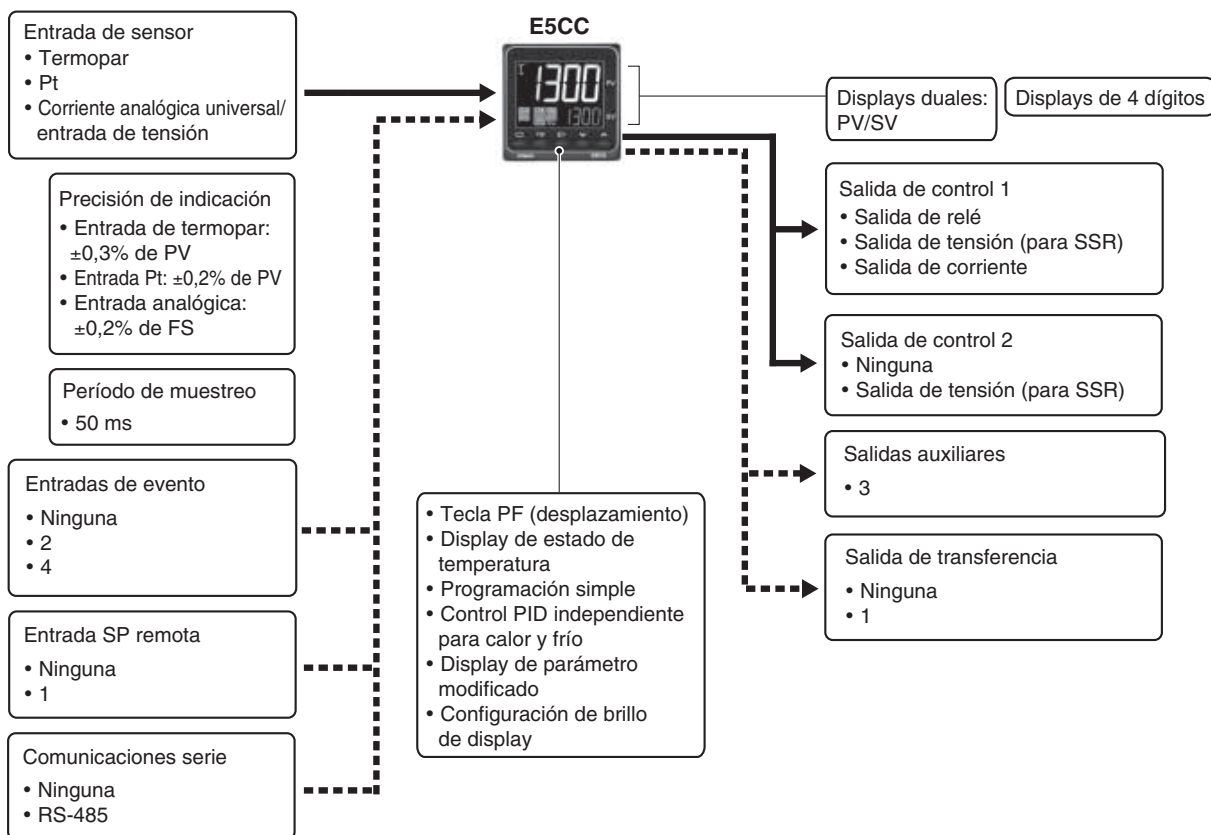 Entrada de sensor
• Termopar
• Pt
• Corriente analógica universal/
entrada de tensión
Precisión de indicación
• Entrada de termopar:
±0,3% de PV
• Entrada Pt: ±0,2% de PV
• Entrada analógica:
±0,2% de FS
Período de muestreo
• 50 ms
Entradas de evento
• Ninguna
• 2
• 4
Entrada SP remota
• Ninguna
• 1
Comunicaciones serie
• Ninguna
• RS-485
E5CC
1300
PV
1300
SV
• Tecla PF (desplazamiento)
• Display de estado de
temperatura
• Programación simple
• Control PID independiente
para calor y frío
• Display de parámetro
modificado
• Configuración de brillo
de display
Displays duales:
PV/SV
Displays de 4 dígitos
Salida de control 1
• Salida de relé
• Salida de tensión (para SSR)
• Salida de corriente
Salida de control 2
• Ninguna
• Salida de tensión (para SSR)
Salidas auxiliares
• 3
Salida de transferencia
• Ninguna
• 1